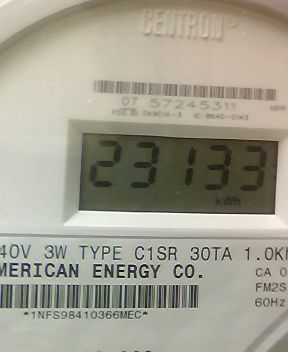 CENTRON
07 57245311
23133
kWh
40V 3W TYPE C1SR 30TA 1.0Kh
MERICAN ENERGY CO.
CA 0
FM2S
60Hz
*1NFS98410366MEC*